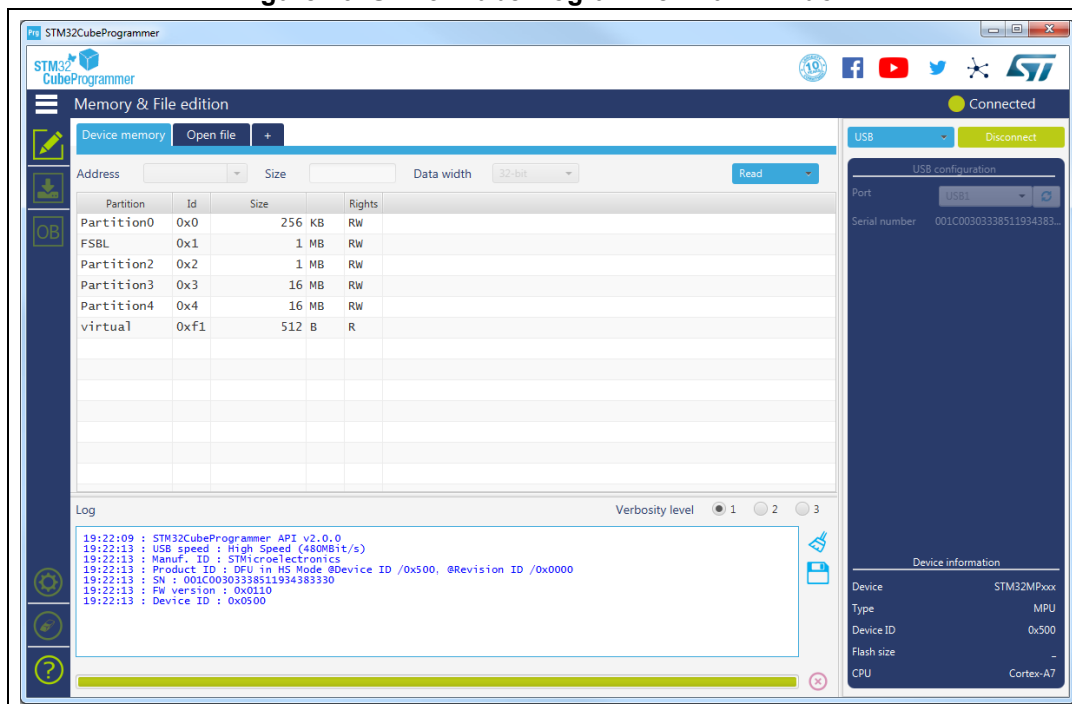 STM32CubeProgrammer
STM32
CubeProgrammer
Memory & File edition
Connected
Device memory Open file +
Address Size Data width 32-bit Read
Partition Id Size Rights
Partition0 0x0 256 KB RW
FSBL 0x1 1 MB RW
Partition2 0x2 1 MB RW
Partition3 0x3 16 MB RW
Partition4 0x4 16 MB RW
virtual 0xf1 512 B R
OB
Log Verbosity level 1 2 3
19:22:09 : STM32CubeProgrammer API v2.0.0
19:22:13 : USB speed : High Speed (480MBit/s)
19:22:13 : Manuf. ID : STMicroelectronics
19:22:13 : Product ID : DFU in HS Mode @Device ID /0x500, @Revision ID /0x0000
19:22:13 : SN : 001C00303338511934383330
19:22:13 : FW version : 0x0110
19:22:13 : Device ID : 0x0500
USB Disconnect
USB configuration
Port USB1
Serial number 001C00303338511934383...
Device information
Device STM32MPxxx
Type MPU
Device ID 0x500
Flash size _
CPU Cortex-A7